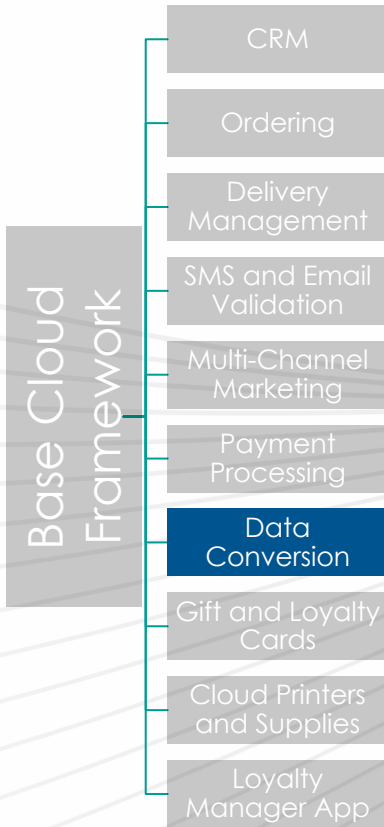 Base Cloud
Framework
CRM
Ordering
Delivery
Management
SMS and Email
Validation
Multi-Channel
Marketing
Payment
Processing
Data
Conversion
Gift and Loyalty
Cards
Cloud Printers
and Supplies
Loyalty
Manager App